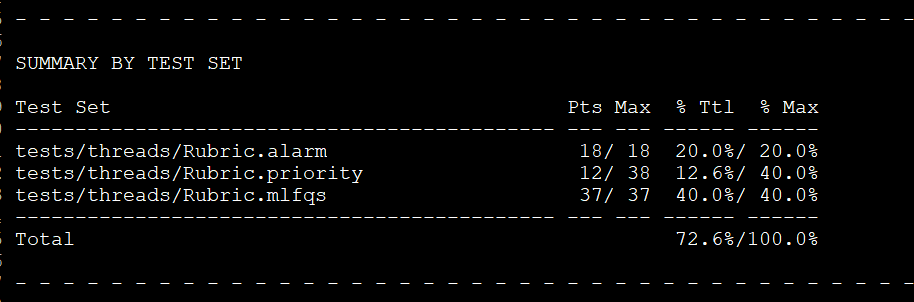 - - - - - - - - - - - - - - - - - - - - - - - - - - - - - - - - - - - - - -
SUMMARY BY TEST SET
Test Set                                      Pts Max  % Ttl  % Max
--------------------------------------------- --- --- ------ ------
tests/threads/Rubric.alarm                     18/ 18  20.0%/ 20.0%
tests/threads/Rubric.priority                  12/ 38  12.6%/ 40.0%
tests/threads/Rubric.mlfqs                     37/ 37  40.0%/ 40.0%
--------------------------------------------- --- --- ------ ------
Total                                                  72.6%/100.0%
- - - - - - - - - - - - - - - - - - - - - - - - - - - - - - - - - - - - - -